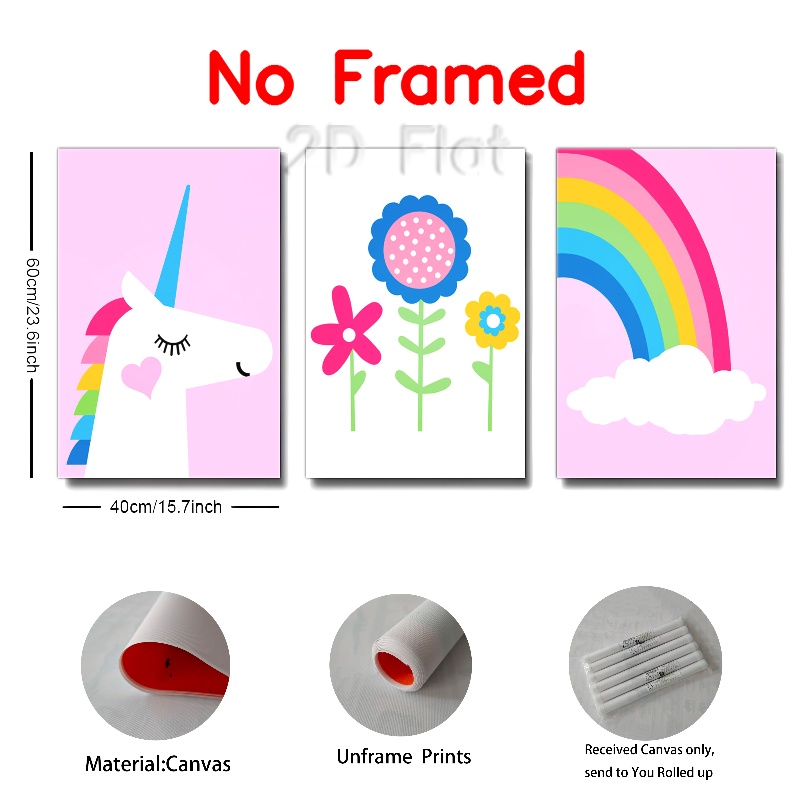 No Framed
2D Flat
60cm/23.6inch
40cm/15.7inch
Material:Canvas
Unframe Prints
Received Canvas only,
send to You Rolled up